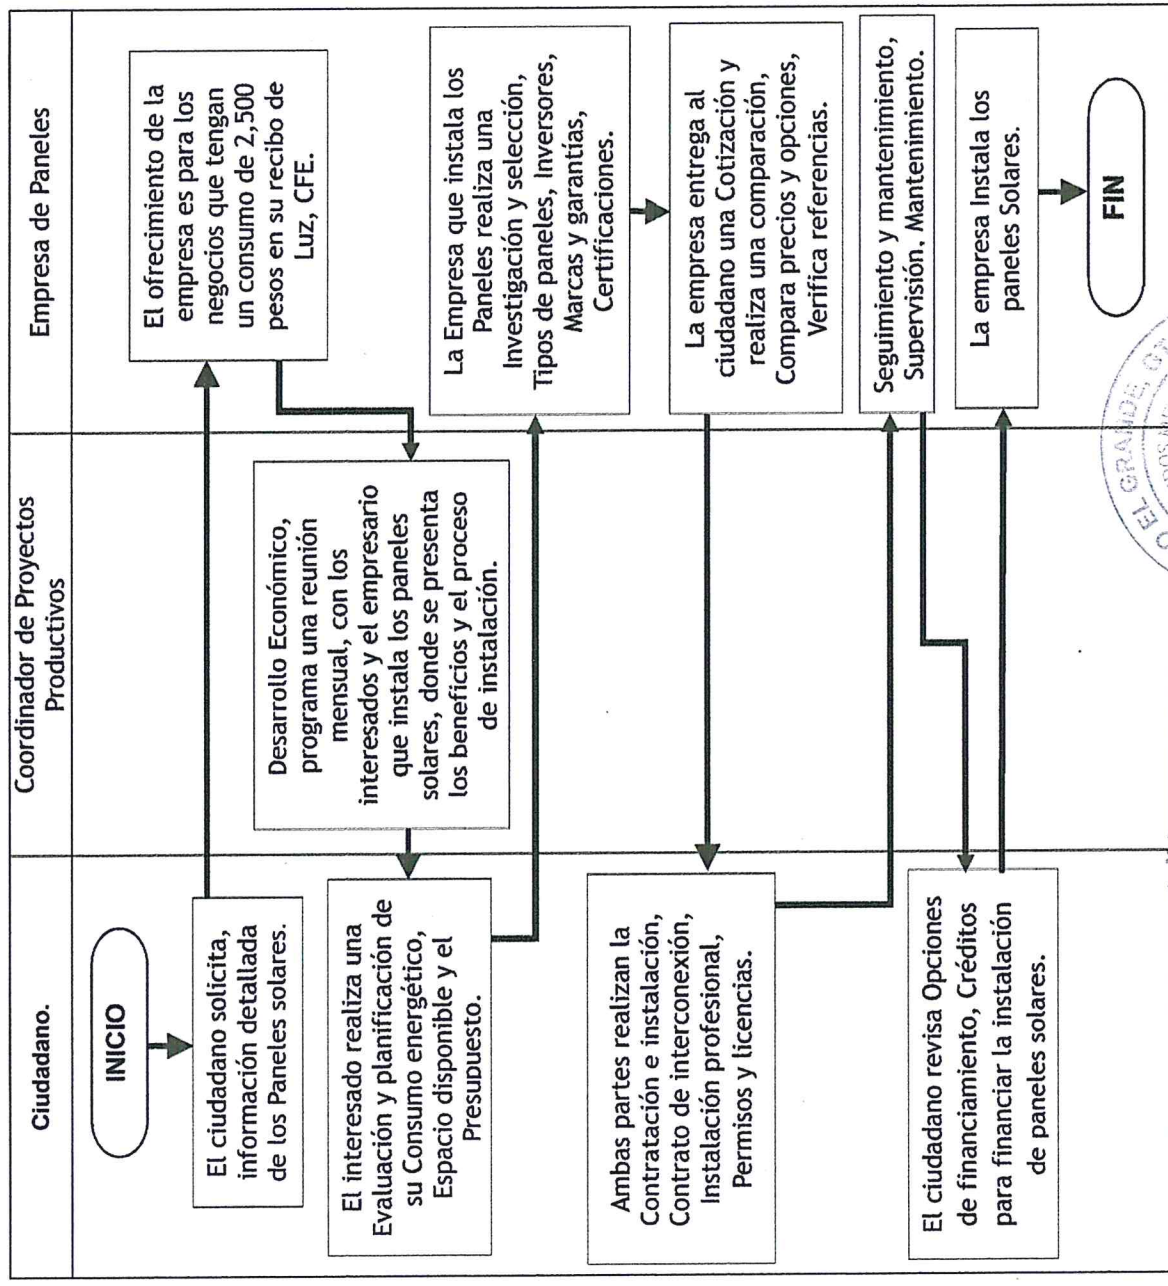 Ciudadano.
Coordinador de Proyectos
Productivos
Empresa de Paneles
INICIO
El ciudadano solicita,
información detallada
de los Paneles solares.
El ofrecimiento de la
empresa es para los
negocios que tengan
un consumo de 2,500
pesos en su recibo de
Luz, CFE.
Desarrollo Económico,
programa una reunión
mensual, con los
interesados y el empresario
que instala los paneles
solares, donde se presenta
los beneficios y el proceso
de instalación.
El interesado realiza una
Evaluación y planificación de
su Consumo energético,
Espacio disponible y el
Presupuesto.
La Empresa que instala los
Paneles realiza una
Investigación y selección,
Tipos de paneles, Inversores,
Marcas y garantías,
Certificaciones.
La empresa entrega al
ciudadano una Cotización y
realiza una comparación,
Compara precios y opciones,
Verifica referencias.
Ambas partes realizan la
Contratación e instalación,
Contrato de interconexión,
Instalación profesional,
Permisos y licencias.
Seguimiento y mantenimiento,
Supervisión, Mantenimiento.
El ciudadano revisa Opciones
de financiamiento, Créditos
para financiar la instalación
de paneles solares.
La empresa Instala los
paneles Solares.
FIN
O EL GRANDE, GT